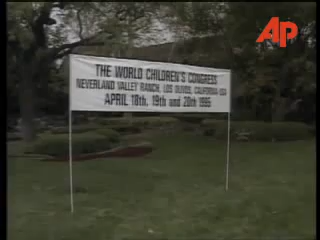 AP
THE WORLD CHILDREN'S CONGRESS
NEVERLAND VALLEY RANCH, LOS OLIVOS, CALIFORNIA-USA
APRIL 18th, 19th and 20th 1995